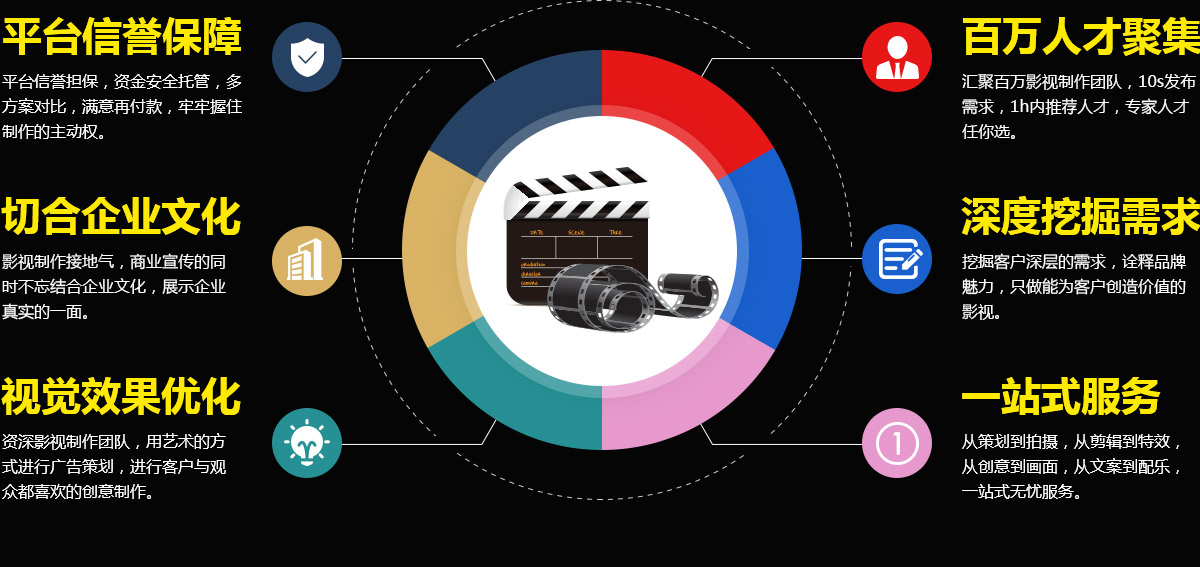 平台信誉保障
平台信誉担保，资金安全托管，多
方案对比，满意再付款，牢牢握住
制作的主动权。
切合企业文化
影视制作接地气，商业宣传的同
时不忘结合企业文化，展示企业
真实的一面。
视觉效果优化
资深影视制作团队，用艺术的方
式进行广告策划，进行客户与观
众都喜欢的创意制作。
DATE SCENE TAKE
production
director
camera
百万人才聚集
汇聚百万影视制作团队，10s发布
需求，1h内推荐人才，专家人才
任你选。
深度挖掘需求
挖掘客户深层的需求，诠释品牌
魅力，只做能为客户创造价值的
影视。
1
一站式服务
从策划到拍摄，从剪辑到特效，
从创意到画面，从文案到配乐，
一站式无忧服务。